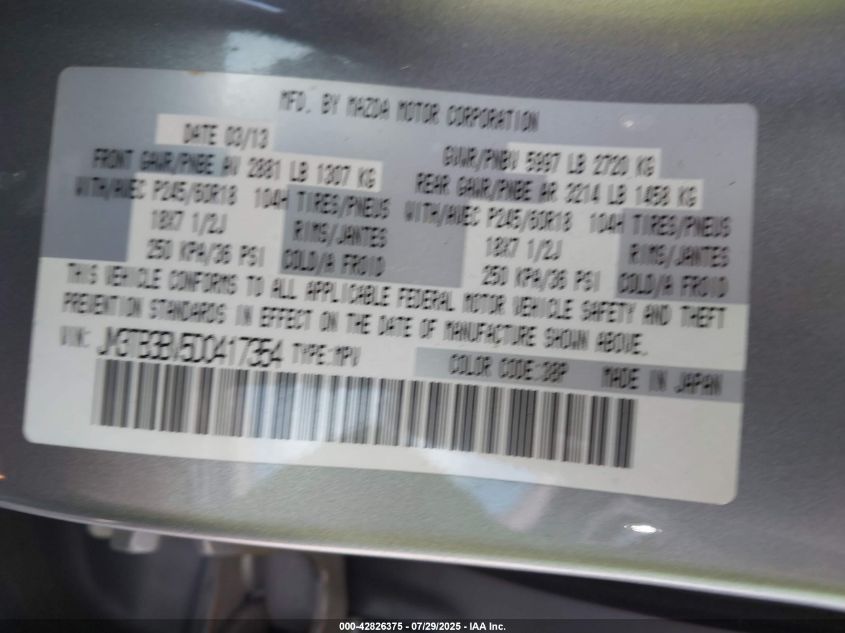 MFD. BY MAZDA MOTOR CORPORATION
DATE 03/13 GVWR/PNBV 5997 LB 2720 KG
FRONT GAWR/PNBE AV 2881 LB 1307 KG REAR GAWR/PNBE AR 3214 LB 1458 KG
WITH/AVEC P245/60R18 104H TIRES/PNEUS WITH/AVEC P245/60R18 104H TIRES/PNEUS
18X7 1/2J RIMS/JANTES 18X7 1/2J RIMS/JANTES
250 KPA/36 PSI COLD/A FROID 250 KPA/36 PSI COLD/A FROID
THIS VEHICLE CONFORMS TO ALL APPLICABLE FEDERAL MOTOR VEHICLE SAFETY AND THEFT
PREVENTION STANDARDS IN EFFECT ON THE DATE OF MANUFACTURE SHOWN ABOVE.
VIN: JM3TB3BV5D0417354 TYPE:MPV COLOR CODE:38P MADE IN JAPAN
000-42826375 - 07/29/2025 - IAA Inc.